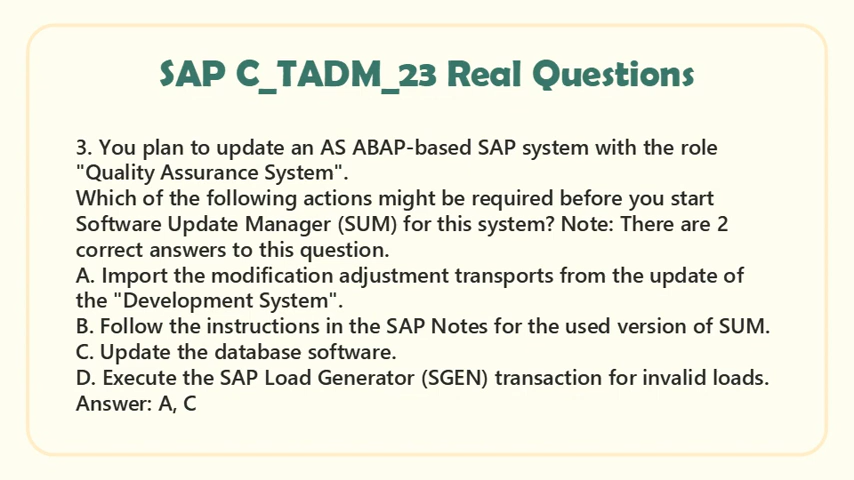 SAP C_TADM_23 Real Questions
3. You plan to update an AS ABAP-based SAP system with the role
"Quality Assurance System".
Which of the following actions might be required before you start
Software Update Manager (SUM) for this system? Note: There are 2
correct answers to this question.
A. Import the modification adjustment transports from the update of
the "Development System".
B. Follow the instructions in the SAP Notes for the used version of SUM.
C. Update the database software.
D. Execute the SAP Load Generator (SGEN) transaction for invalid loads.
Answer: A, C